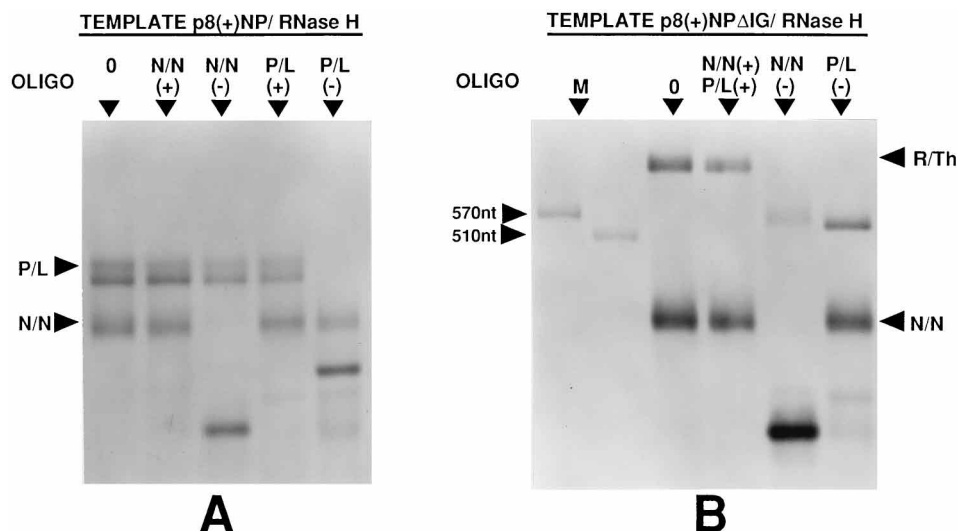 TEMPLATE p8(+)NP/ RNase H
OLIGO 0 N/N (+) N/N (-) P/L (+) P/L (-)
P/L
N/N
A
TEMPLATE p8(+)NPΔIG/ RNase H
OLIGO M 0 N/N(+) P/L(+) N/N (-) P/L (-)
R/Th
570nt
510nt
N/N
B